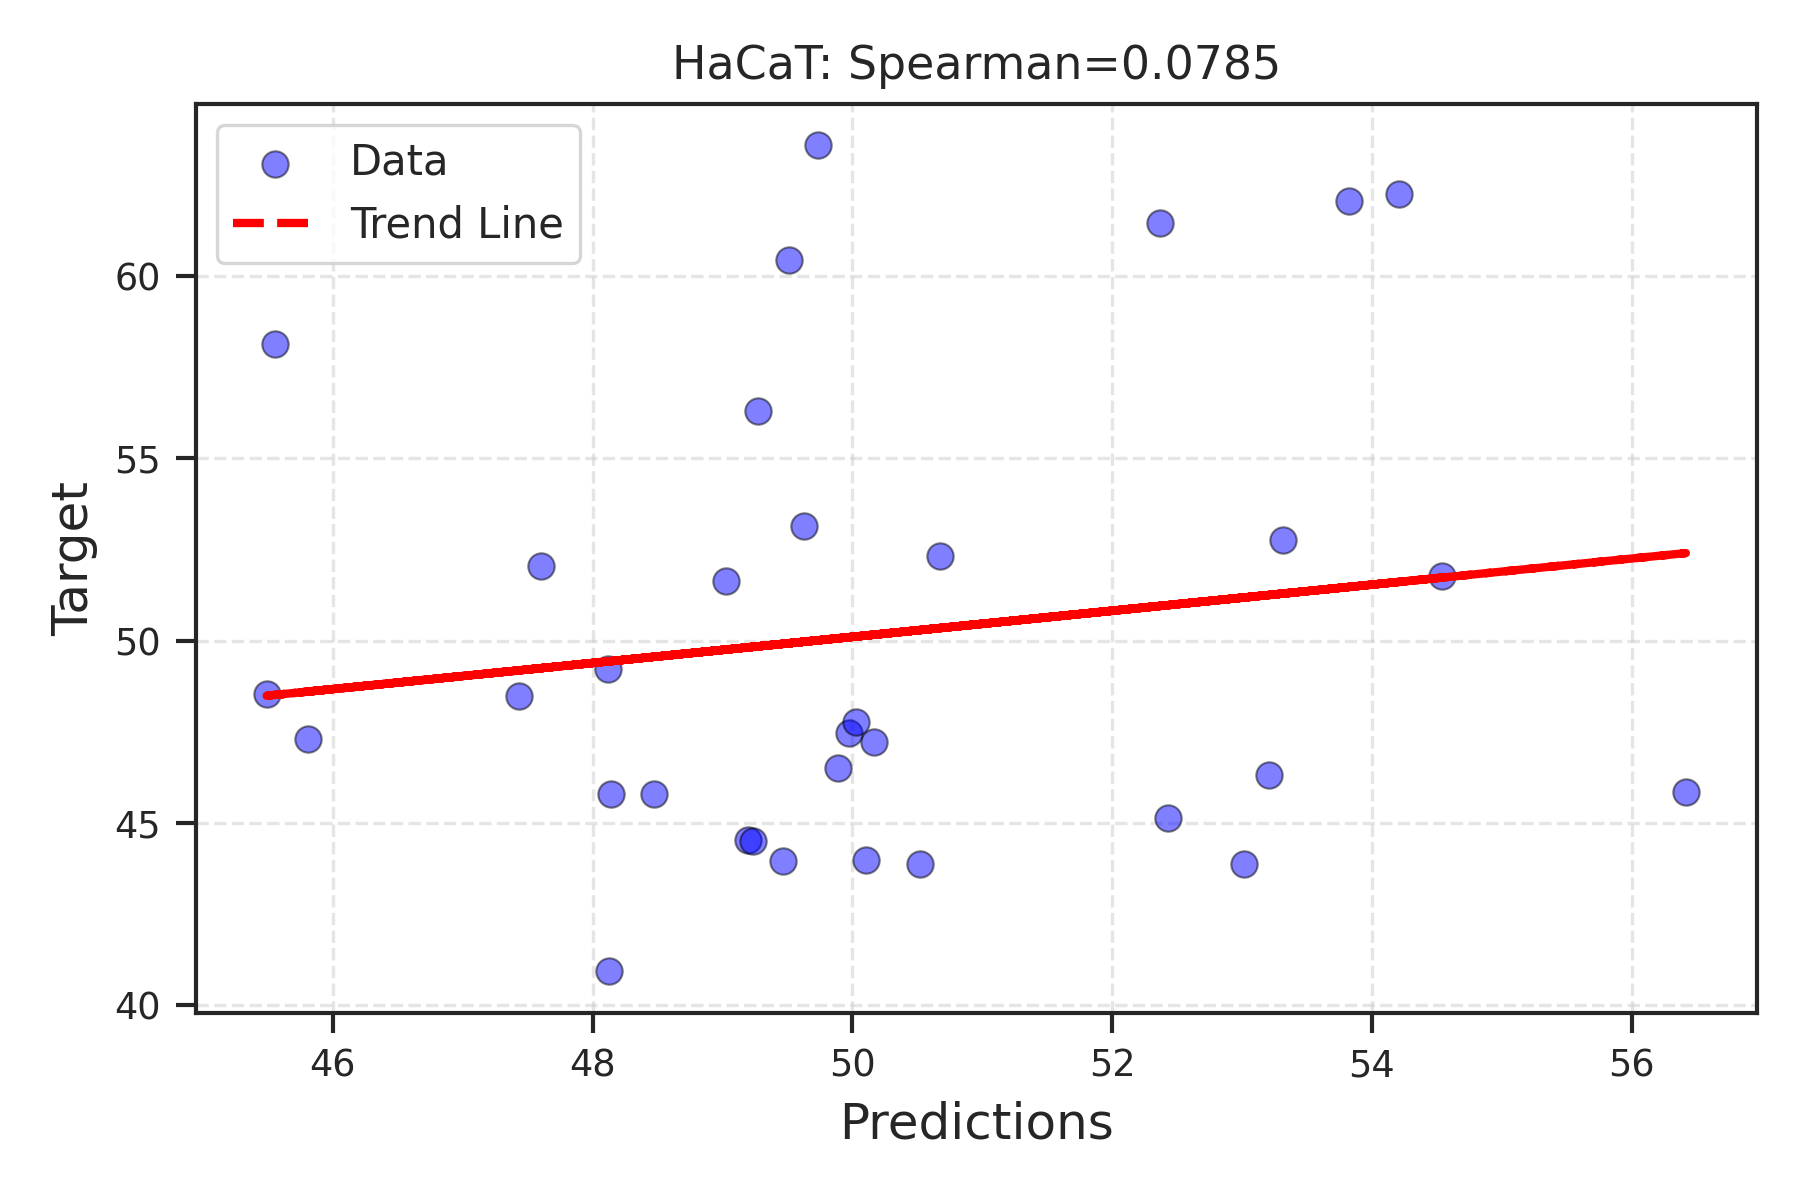 HaCaT: Spearman=0.0785
Data
Trend Line
60
55
50
45
40
Target
46 48 50 52 54 56
Predictions